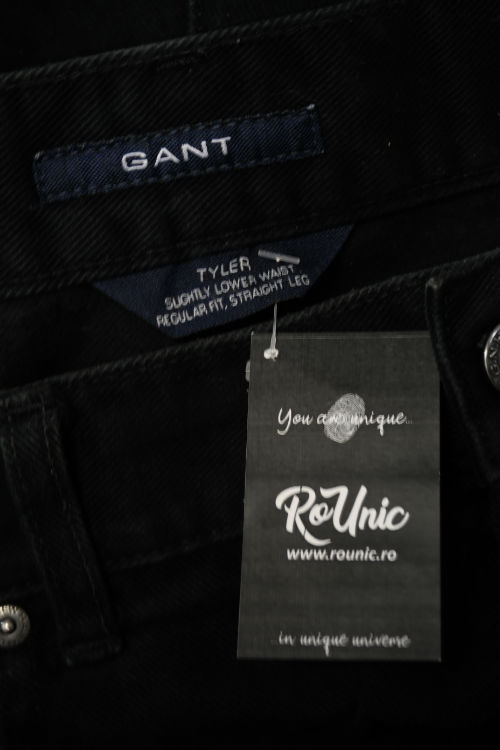 GANT
TYLER
SLIGHTLY LOWER WAIST,
REGULAR FIT, STRAIGHT LEG
You are unique...
RoUnic
www.rounic.ro
...in unique universe